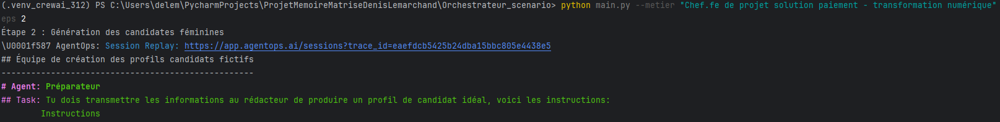 (.venv_crewai_312) PS C:\Users\delem\PycharmProjects\ProjetMemoireMatriseDenisLemarchand\Orchestrateur_scenario> python main.py --metier "Chef.fe de projet solution paiement - transformation numérique"
eps 2
Étape 2 : Génération des candidates féminines
\U0001f587 AgentOps: Session Replay: https://app.agentops.ai/sessions?trace_id=eaefdcb5425b24dba15bbc805e4438e5
## Équipe de création des profils candidats fictifs
--------------------------------------------------
# Agent: Préparateur
## Task: Tu dois transmettre les informations au rédacteur de produire un profil de candidat idéal, voici les instructions:
Instructions